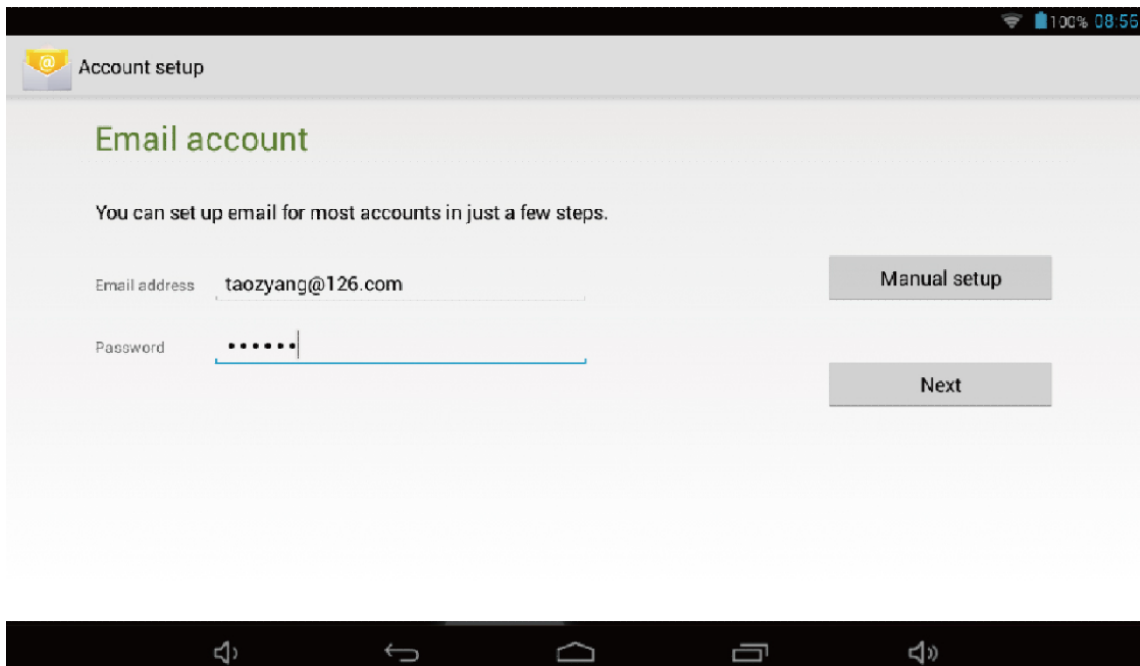 100% 08:56
@ Account setup
Email account
You can set up email for most accounts in just a few steps.
Email address taozyang@126.com
Manual setup
Password ••••••
Next